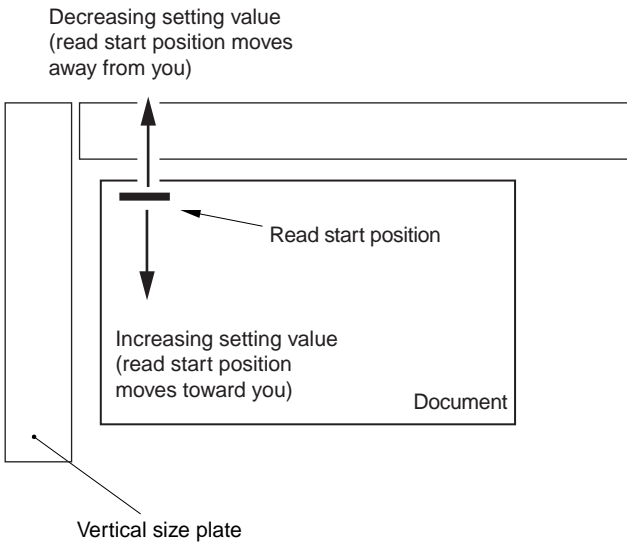 Decreasing setting value
(read start position moves
away from you)
Read start position
Increasing setting value
(read start position
moves toward you)
Document
Vertical size plate